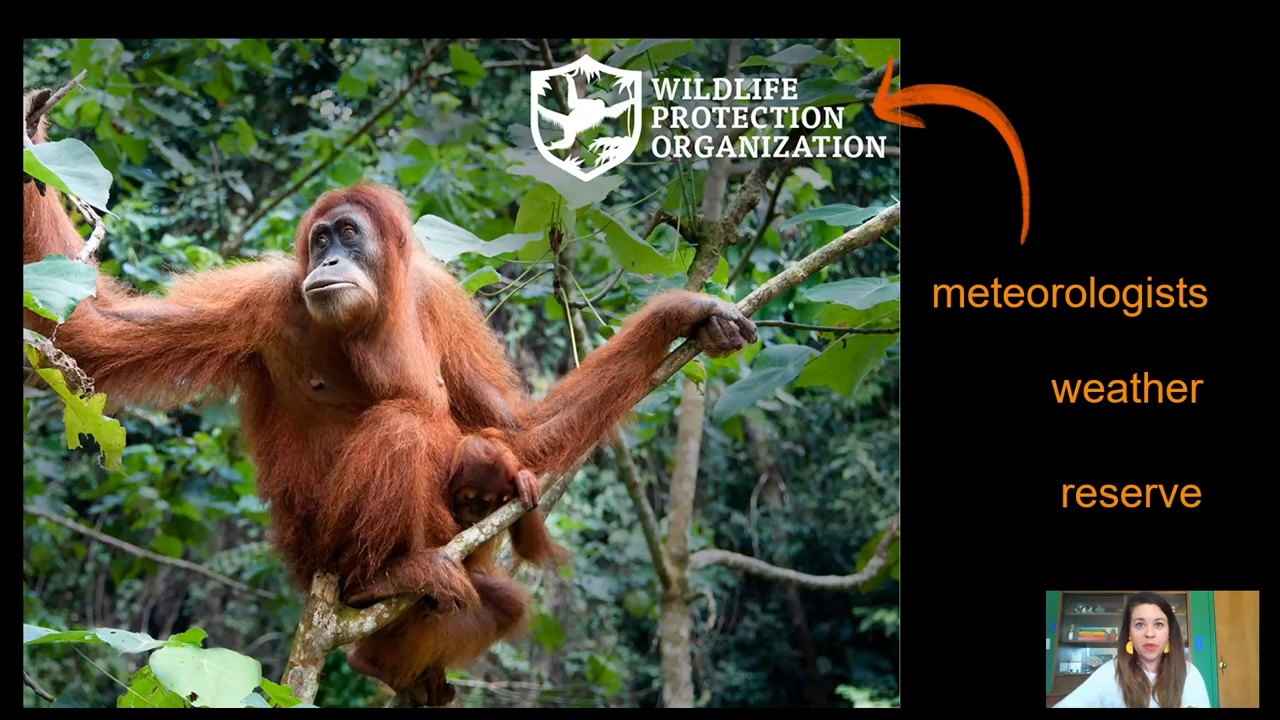 WILDLIFE
PROTECTION
ORGANIZATION
meteorologists
weather
reserve